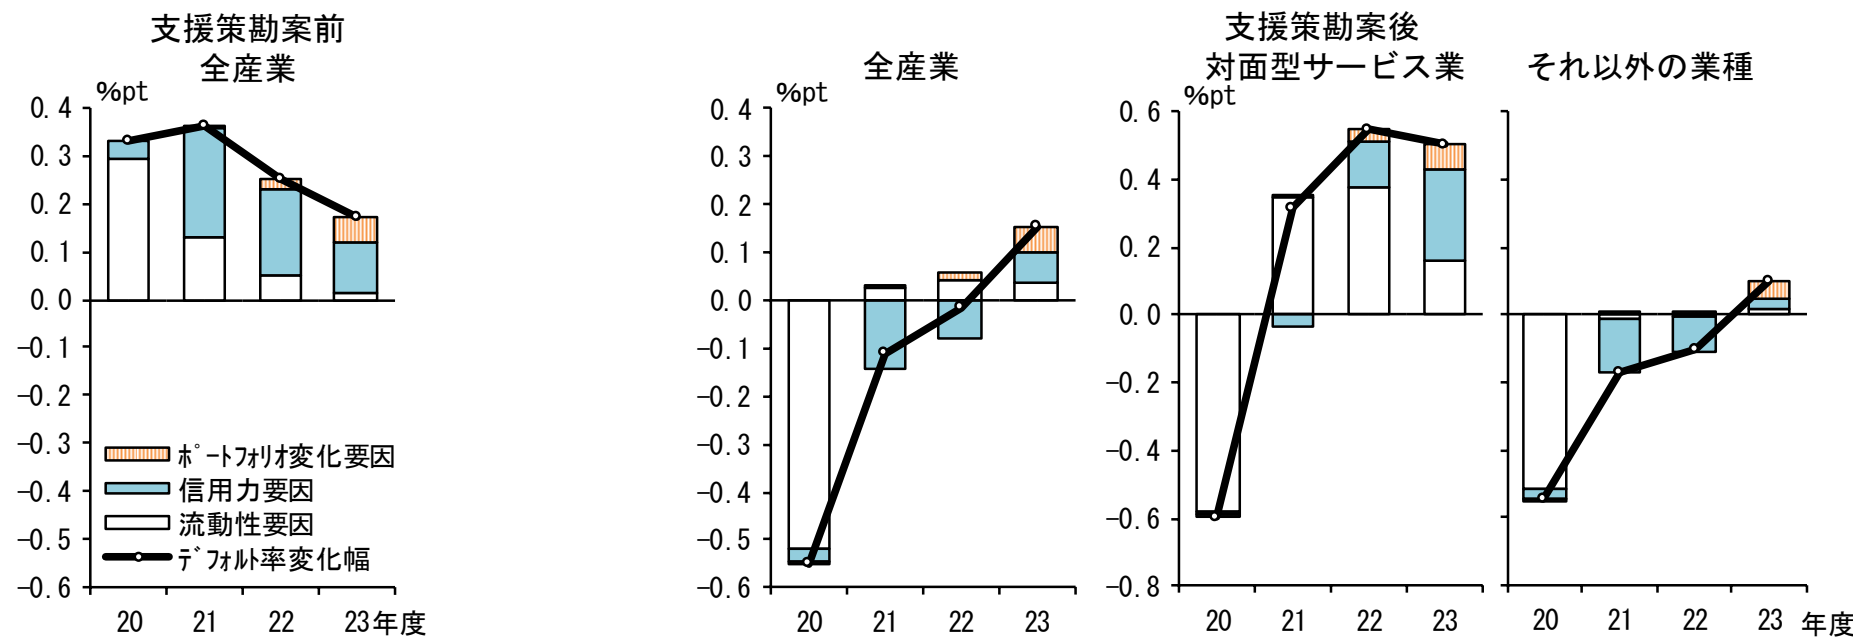 支援策勘案前
全産業
%pt
0.4
0.3
0.2
0.1
0.0
-0.1
-0.2
-0.3
-0.4
-0.5
-0.6
ﾎﾟｰﾄﾌｫﾘｵ変化要因
信用力要因
流動性要因
ﾃﾞﾌｫﾙﾄ率変化幅
20 21 22 23年度
支援策勘案後
全産業
%pt
0.4
0.3
0.2
0.1
0.0
-0.1
-0.2
-0.3
-0.4
-0.5
-0.6
20 21 22 23
対面型サービス業
%pt
0.6
0.4
0.2
0.0
-0.2
-0.4
-0.6
-0.8
20 21 22 23
それ以外の業種
20 21 22 23 年度